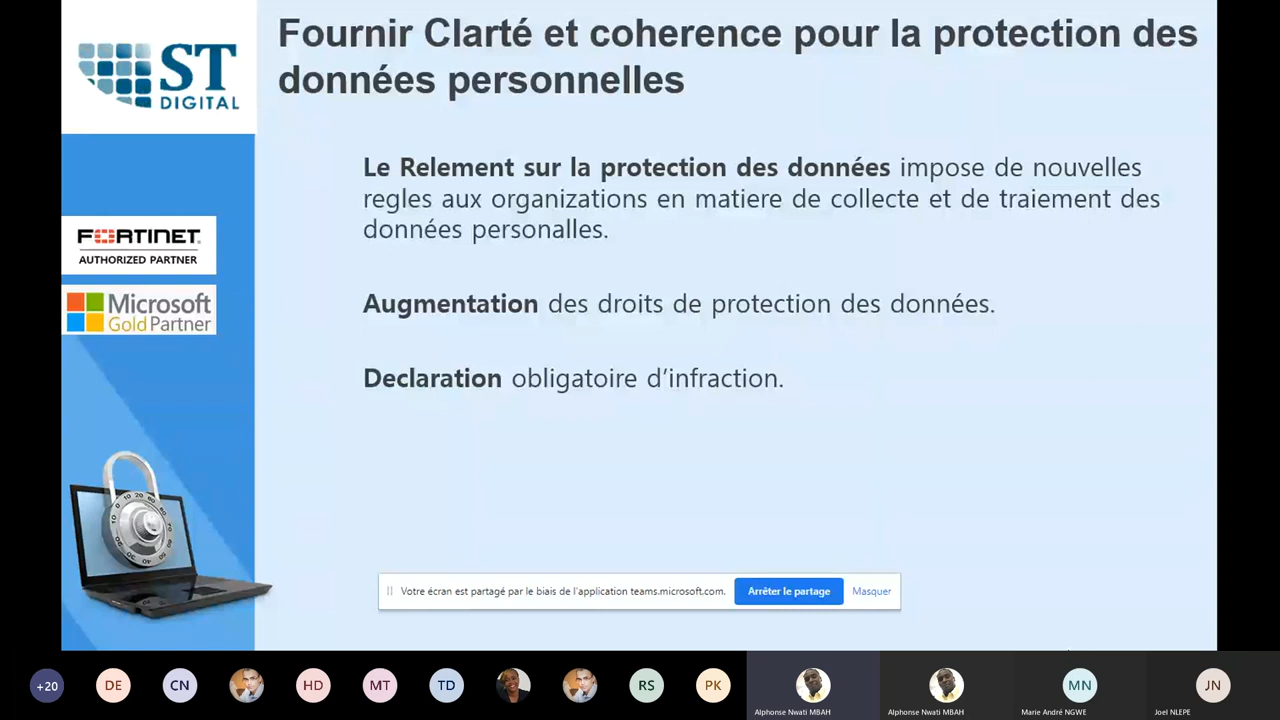 Fournir Clarté et coherence pour la protection des
données personnelles
ST
DIGITAL
FORTINET
AUTHORIZED PARTNER
Microsoft
Gold Partner
Le Relement sur la protection des données impose de nouvelles
regles aux organizations en matiere de collecte et de traiement des
données personalles.
Augmentation des droits de protection des données.
Declaration obligatoire d'infraction.
Votre écran est partagé par le biais de l'application teams.microsoft.com.
Arrêter le partage
Masquer
+20
DE
CN
HD
MT
TD
RS
PK
MN
JN
Alphonse Nwati MBAH
Alphonse Nwati MBAH
Marie André NGWE
Joel NLEPE